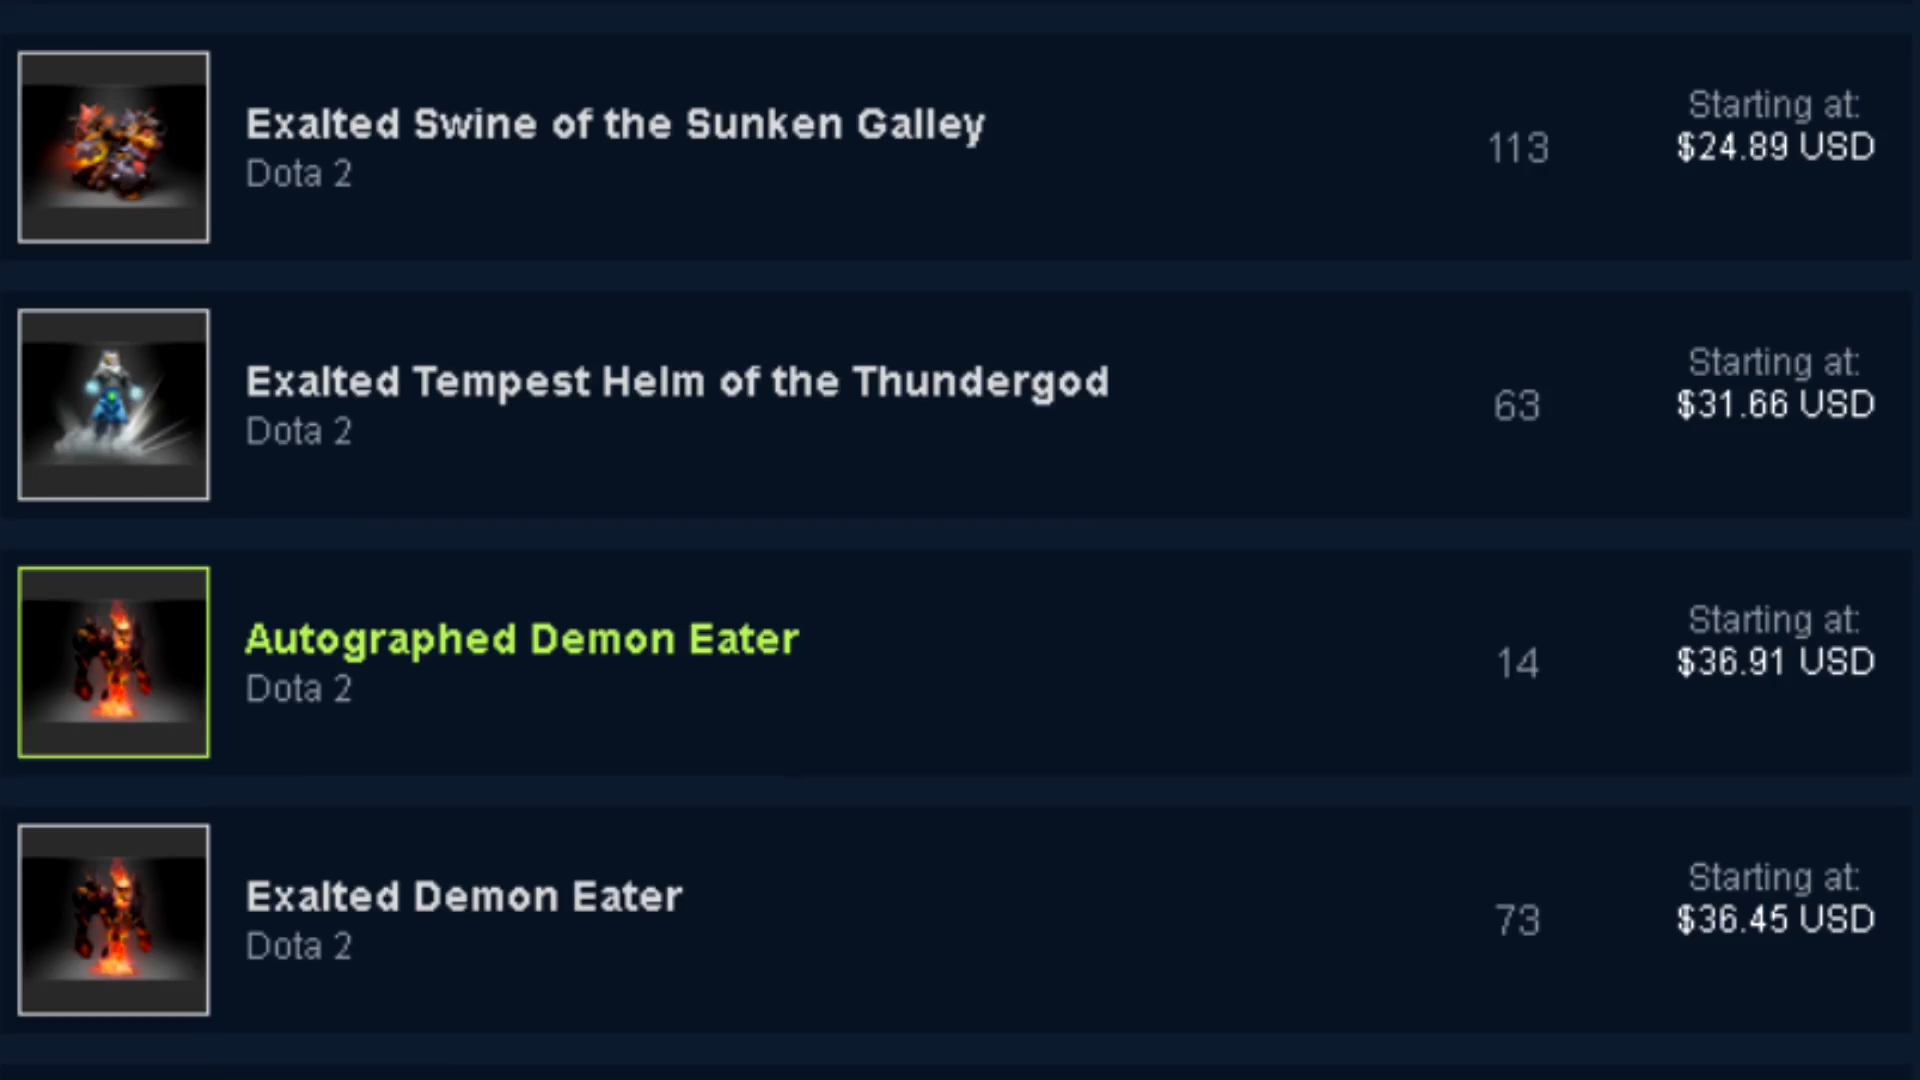 Exalted Swine of the Sunken Galley
Dota 2
113
Starting at:
$24.89 USD
Exalted Tempest Helm of the Thundergod
Dota 2
63
Starting at:
$31.66 USD
Autographed Demon Eater
Dota 2
14
Starting at:
$36.91 USD
Exalted Demon Eater
Dota 2
73
Starting at:
$36.45 USD